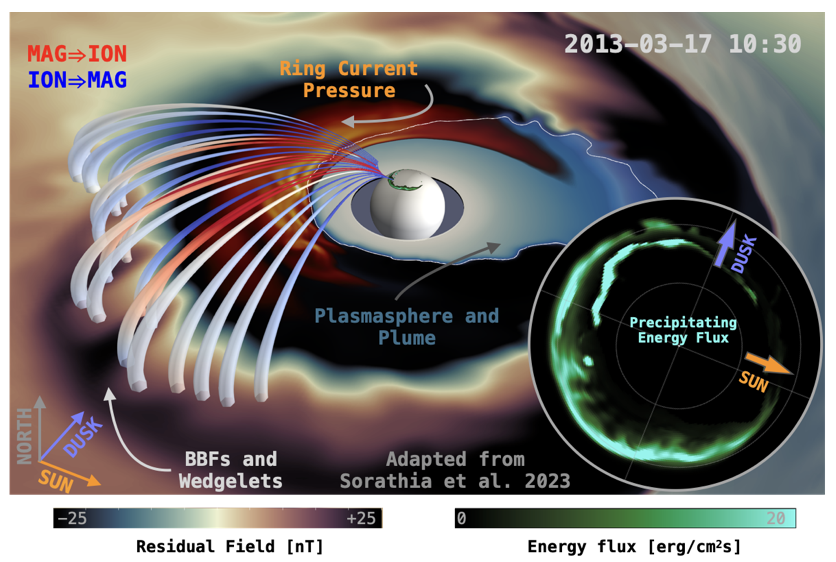 MAG⇒ION
ION⇒MAG
2013-03-17 10:30
Ring Current
Pressure
Plasmasphere and
Plume
DUSK
Precipitating
Energy Flux
SUN
NORTH
DUSK
SUN
BBFs and
Wedgelets
Adapted from
Sorathia et al. 2023
-25 +25
Residual Field [nT]
0 20
Energy flux [erg/cm²s]